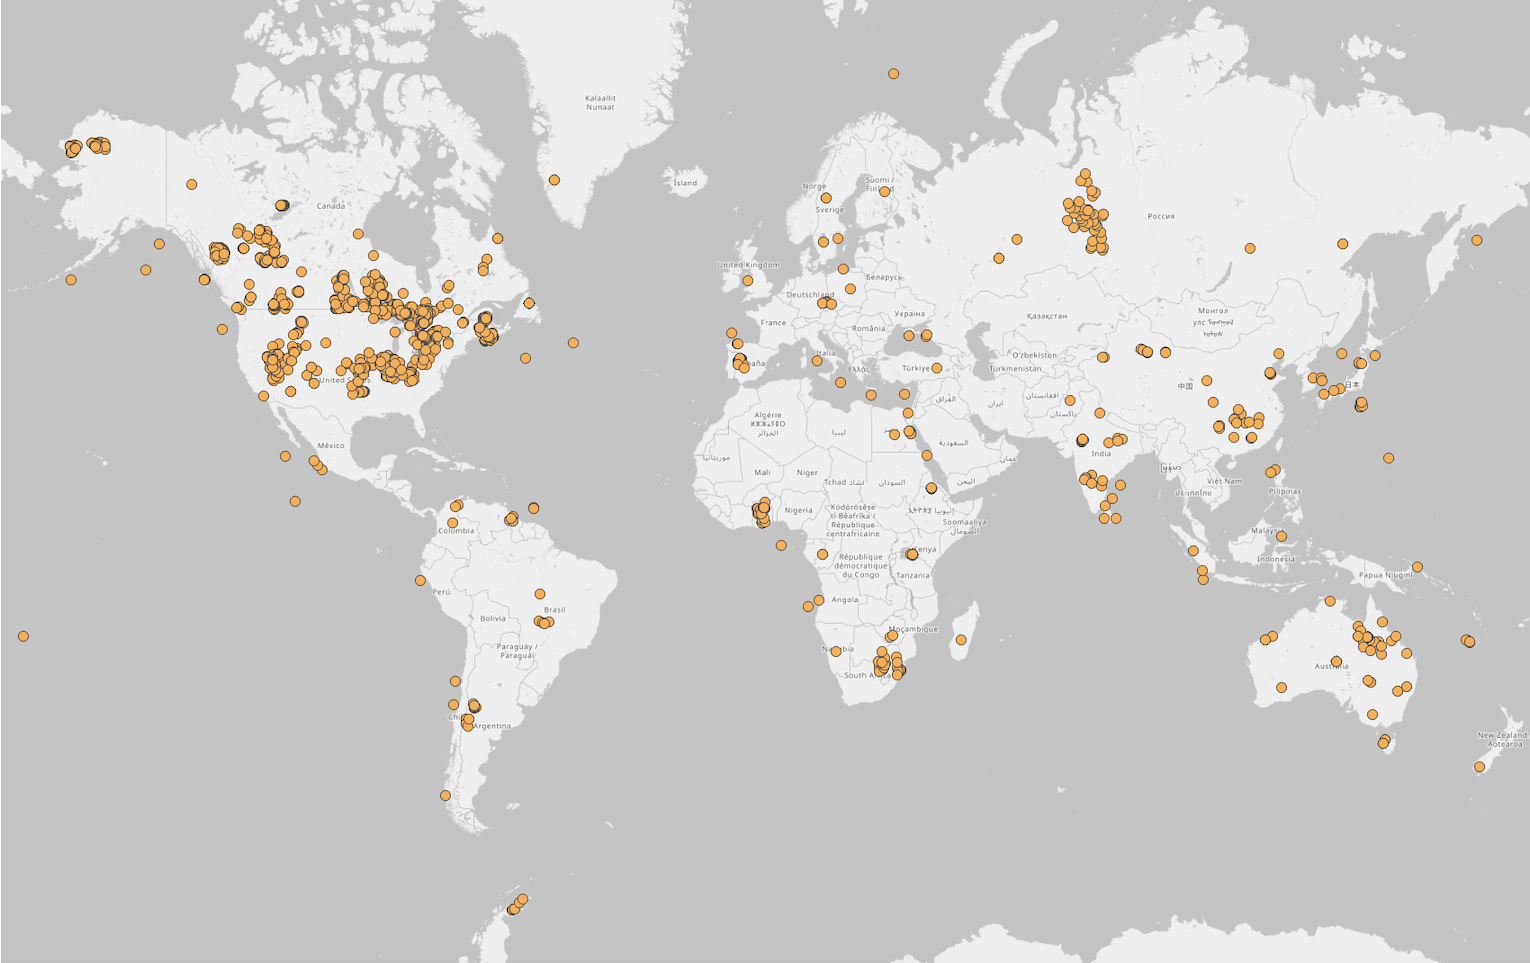 Kalaallit
Nunaat
Ísland
Canada
Norge
Suomi /
Finland
Sverige
Россия
United Kingdom
Беларусь
Deutschland
Україна
France
România
Қазақстан
Монгол
улс
Italia
España
Ελλάς
Türkiye
O'zbekiston
Türkmenistan
中国
日本
United States
México
Algérie
ⵍⵣⵣⴰⵢⴻⵔ
الجزائر
ليبيا
مصر
العراق
ایران
افغانستان
پاکستان
السعودية
موريتانيا
Mali
Niger
Tchad تشاد
السودان
اليمن
عمان
India
Việt Nam
ประเทศไทย
Pilipinas
Nigeria
Ködörösêse
tî Bêafrîka /
République
centrafricaine
Soomaaliya
الصومال
Colombia
Malaysia
Indonesia
Papua Niugini
Kenya
République
démocratique
du Congo
Tanzania
Perú
Brasil
Bolivia
Angola
Moçambique
Paraguay /
Paraguái
Namibia
South Africa
Australia
Argentina
New Zealand
Aotearoa